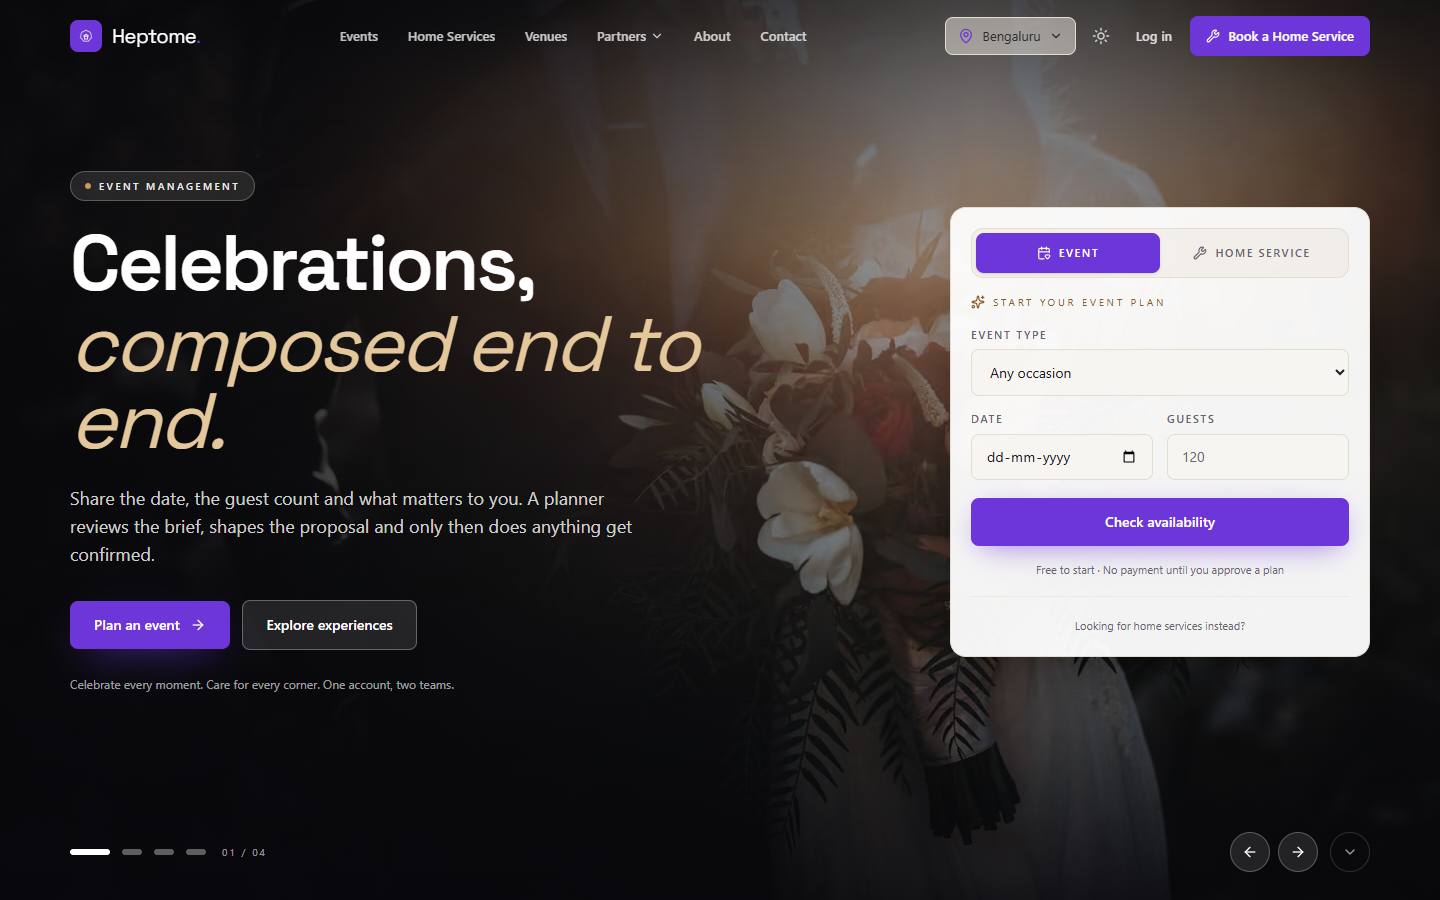 Heptome.
Events
Home Services
Venues
Partners
About
Contact
Bengaluru
Log in
Book a Home Service
EVENT MANAGEMENT
Celebrations,
composed end to
end.
Share the date, the guest count and what matters to you. A planner
reviews the brief, shapes the proposal and only then does anything get
confirmed.
Plan an event
Explore experiences
Celebrate every moment. Care for every corner. One account, two teams.
01 / 04
EVENT
HOME SERVICE
START YOUR EVENT PLAN
EVENT TYPE
Any occasion
DATE
GUESTS
dd-mm-yyyy
120
Check availability
Free to start · No payment until you approve a plan
Looking for home services instead?